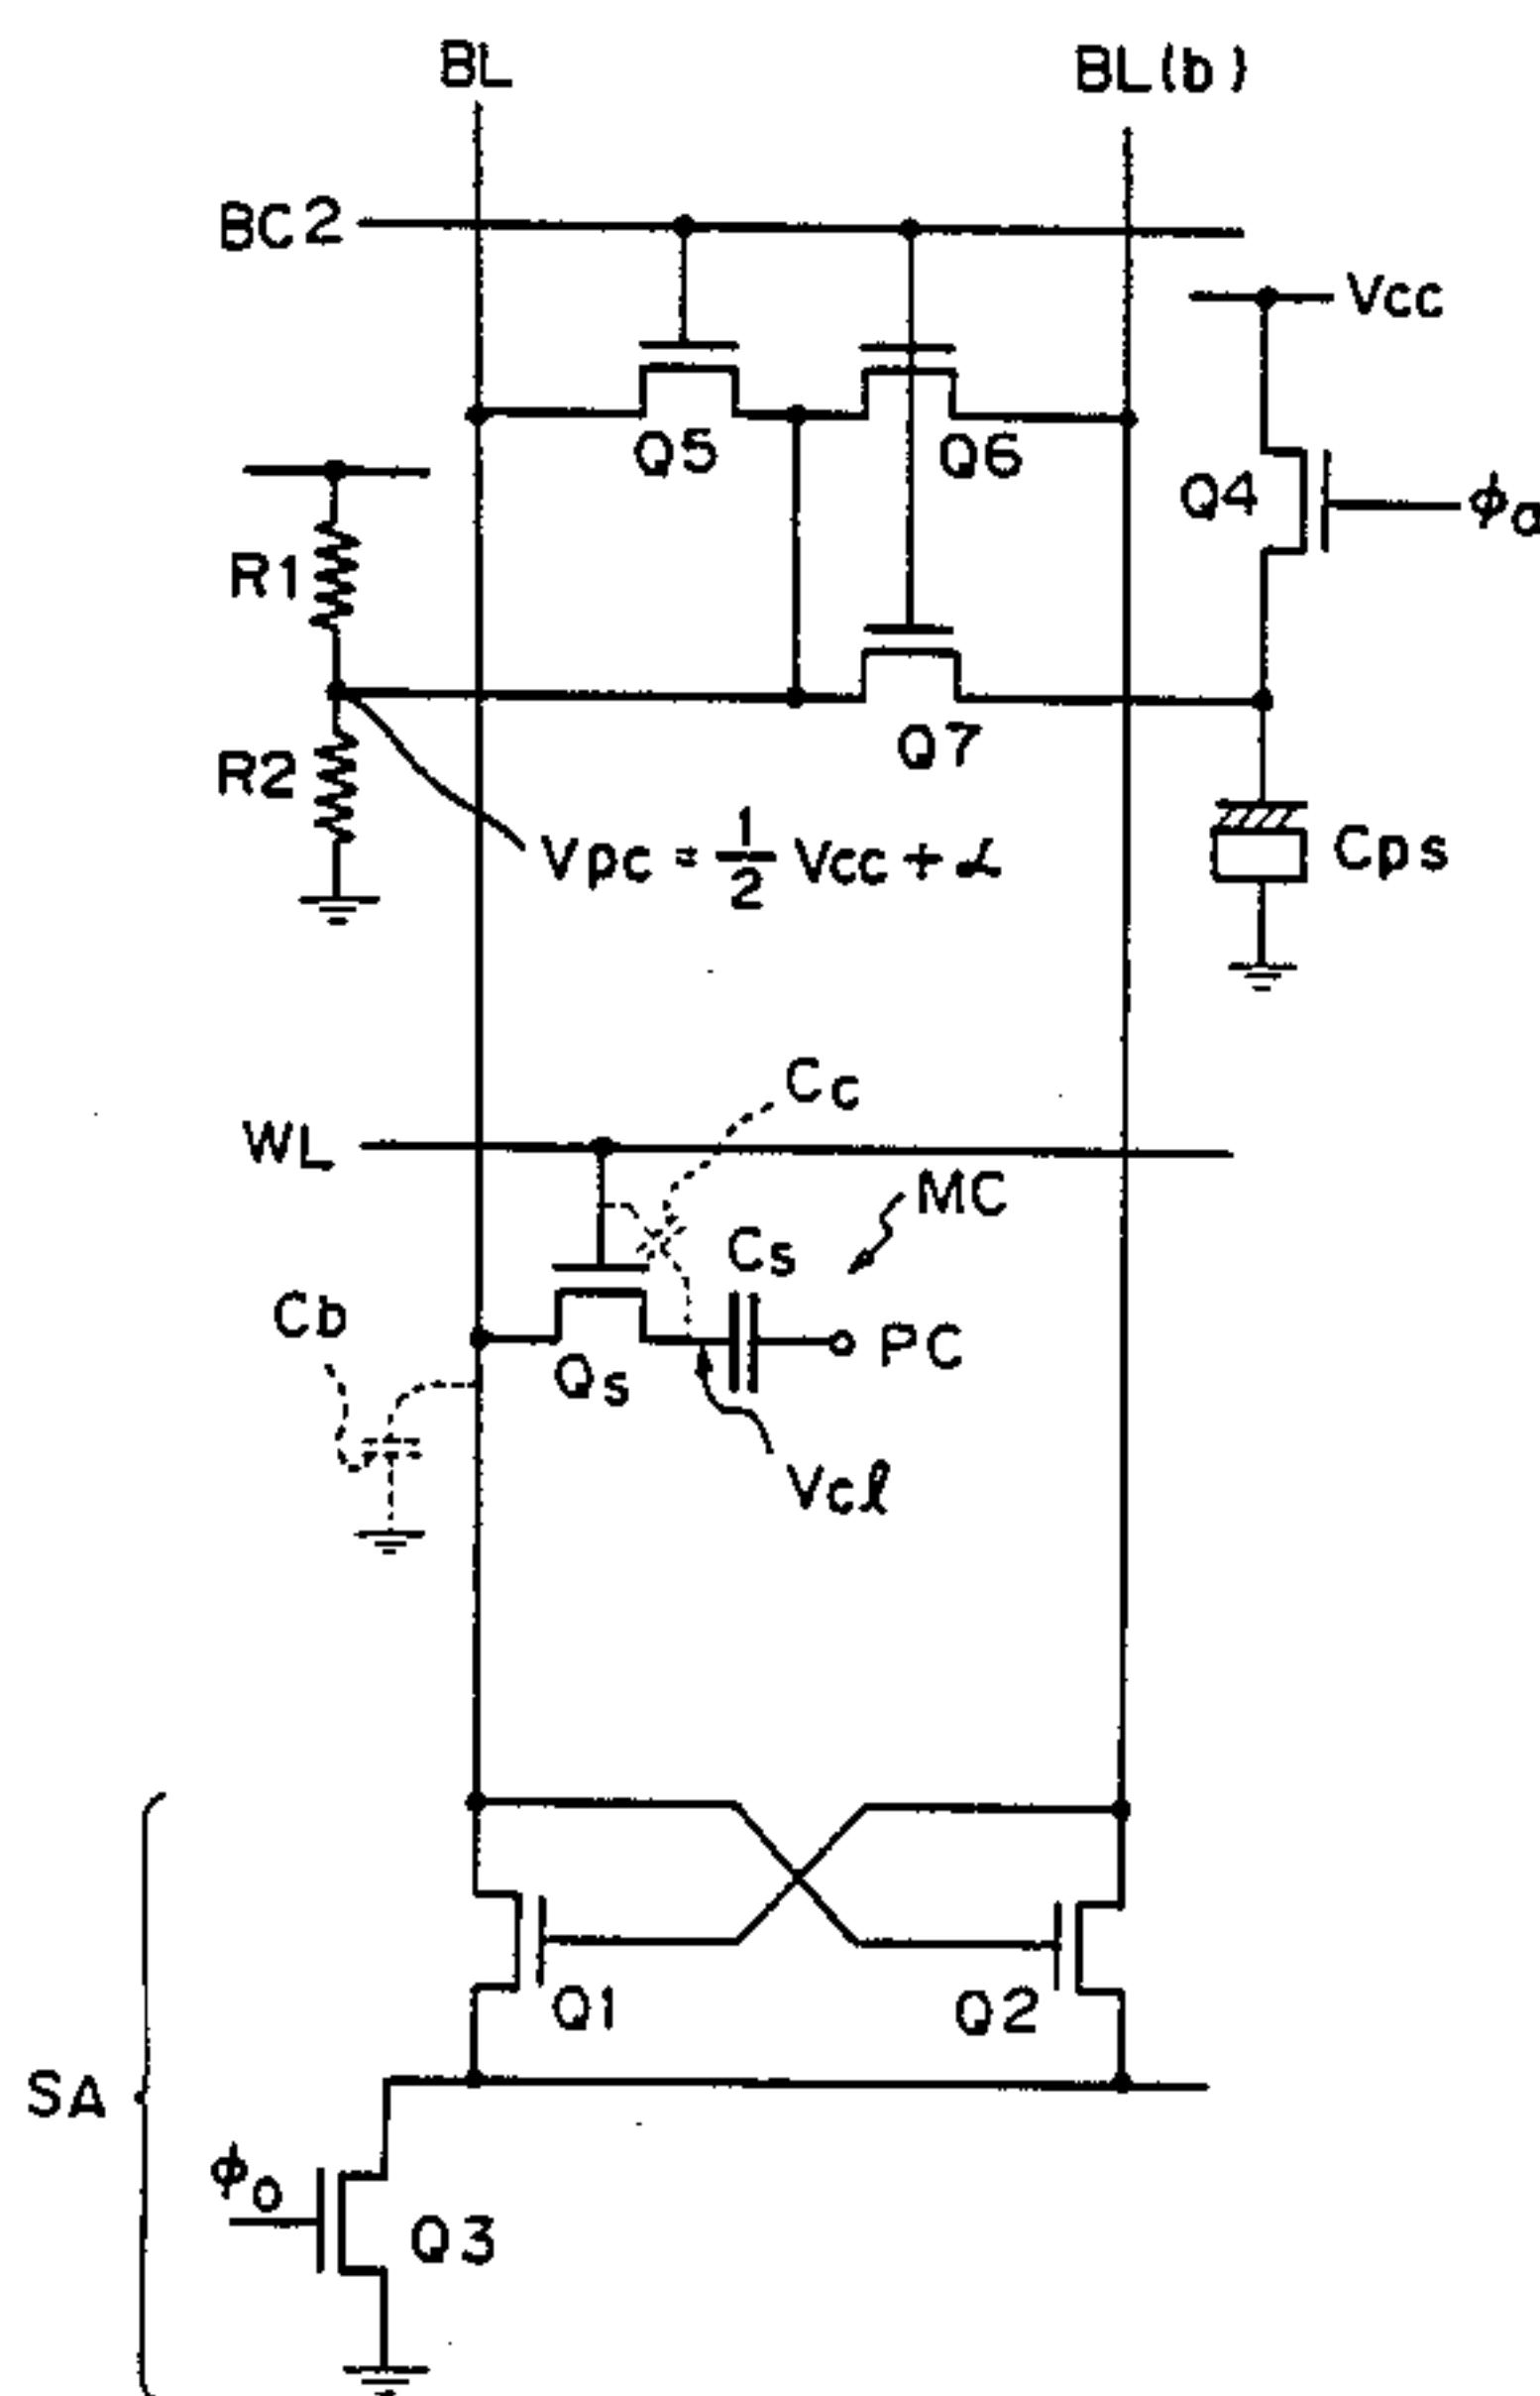 BL
BL(b)
BC2
Vcc
Q5
Q6
Q4
R1
Q7
R2
Vpc = 1/2 Vcc + α
Cps
Cc
WL
MC
Cs
Cb
PC
Qs
Vcℓ
Q1
Q2
SA
φo
Q3